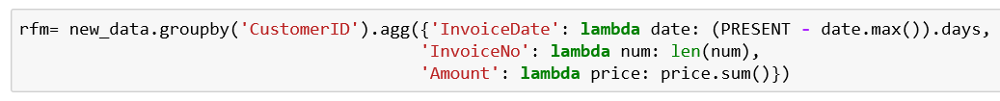 rfm= new_data.groupby('CustomerID').agg({'InvoiceDate': lambda date: (PRESENT - date.max()).days,
'InvoiceNo': lambda num: len(num),
'Amount': lambda price: price.sum()})